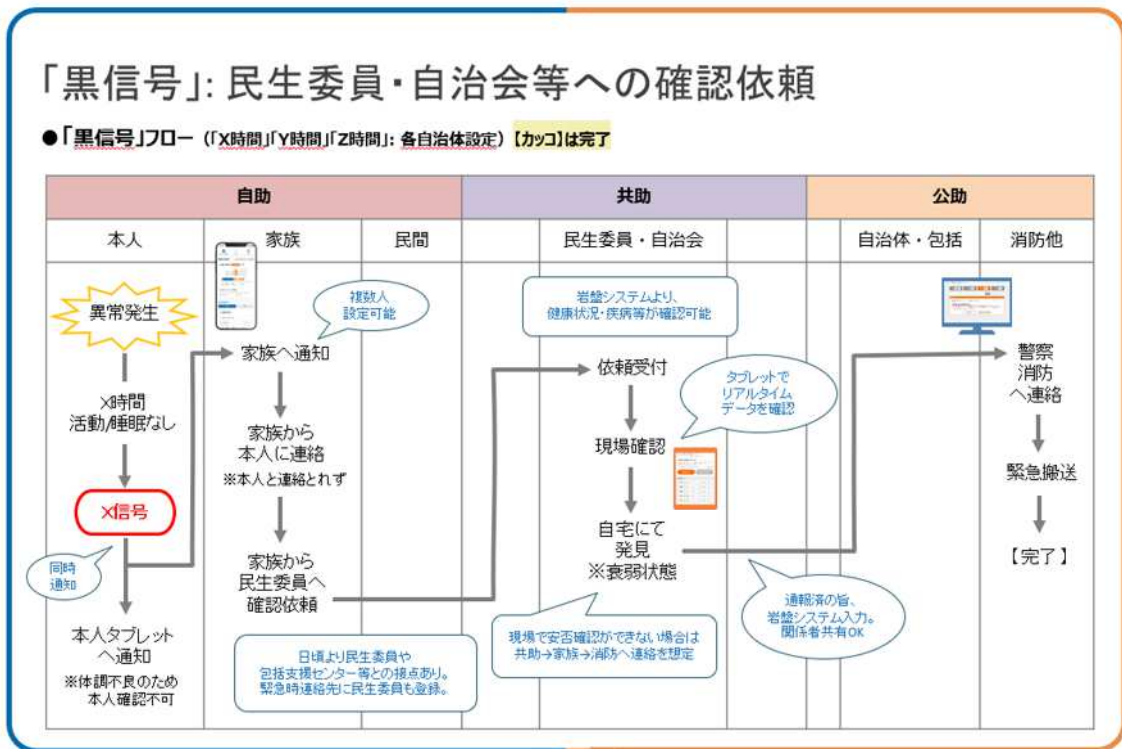 「黒信号」: 民生委員・自治会等への確認依頼
●「黒信号」フロー (「X時間」「Y時間」「Z時間」: 各自治体設定) 【カッコ】は完了
自助
共助
公助
本人
家族
民間
民生委員・自治会
自治体・包括
消防他
異常発生
X時間
活動/睡眠なし
X信号
同時
通知
本人タブレット
へ通知
※体調不良のため
本人確認不可
複数人
設定可能
家族へ通知
家族から
本人に連絡
※本人と連絡とれず
家族から
民生委員へ
確認依頼
日頃より民生委員や
包括支援センター等との接点あり。
緊急時連絡先に民生委員も登録。
岩盤システムより、
健康状況・疾病等が確認可能
依頼受付
タブレットで
リアルタイム
データを確認
現場確認
自宅にて
発見
※衰弱状態
現場で安否確認ができない場合は
共助→家族→消防へ連絡を想定
通報済の旨、
岩盤システム入力。
関係者共有OK
警察
消防
へ連絡
緊急搬送
【完了】